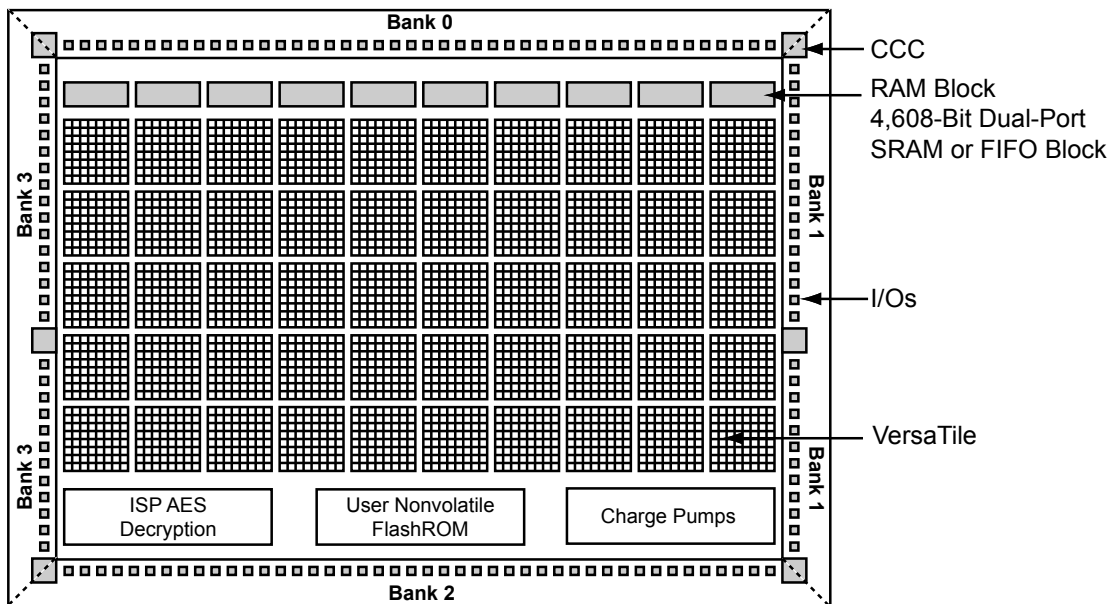 Bank 0
CCC
RAM Block
4,608-Bit Dual-Port
SRAM or FIFO Block
Bank 3
Bank 1
I/Os
VersaTile
Bank 3
Bank 1
ISP AES
Decryption
User Nonvolatile
FlashROM
Charge Pumps
Bank 2